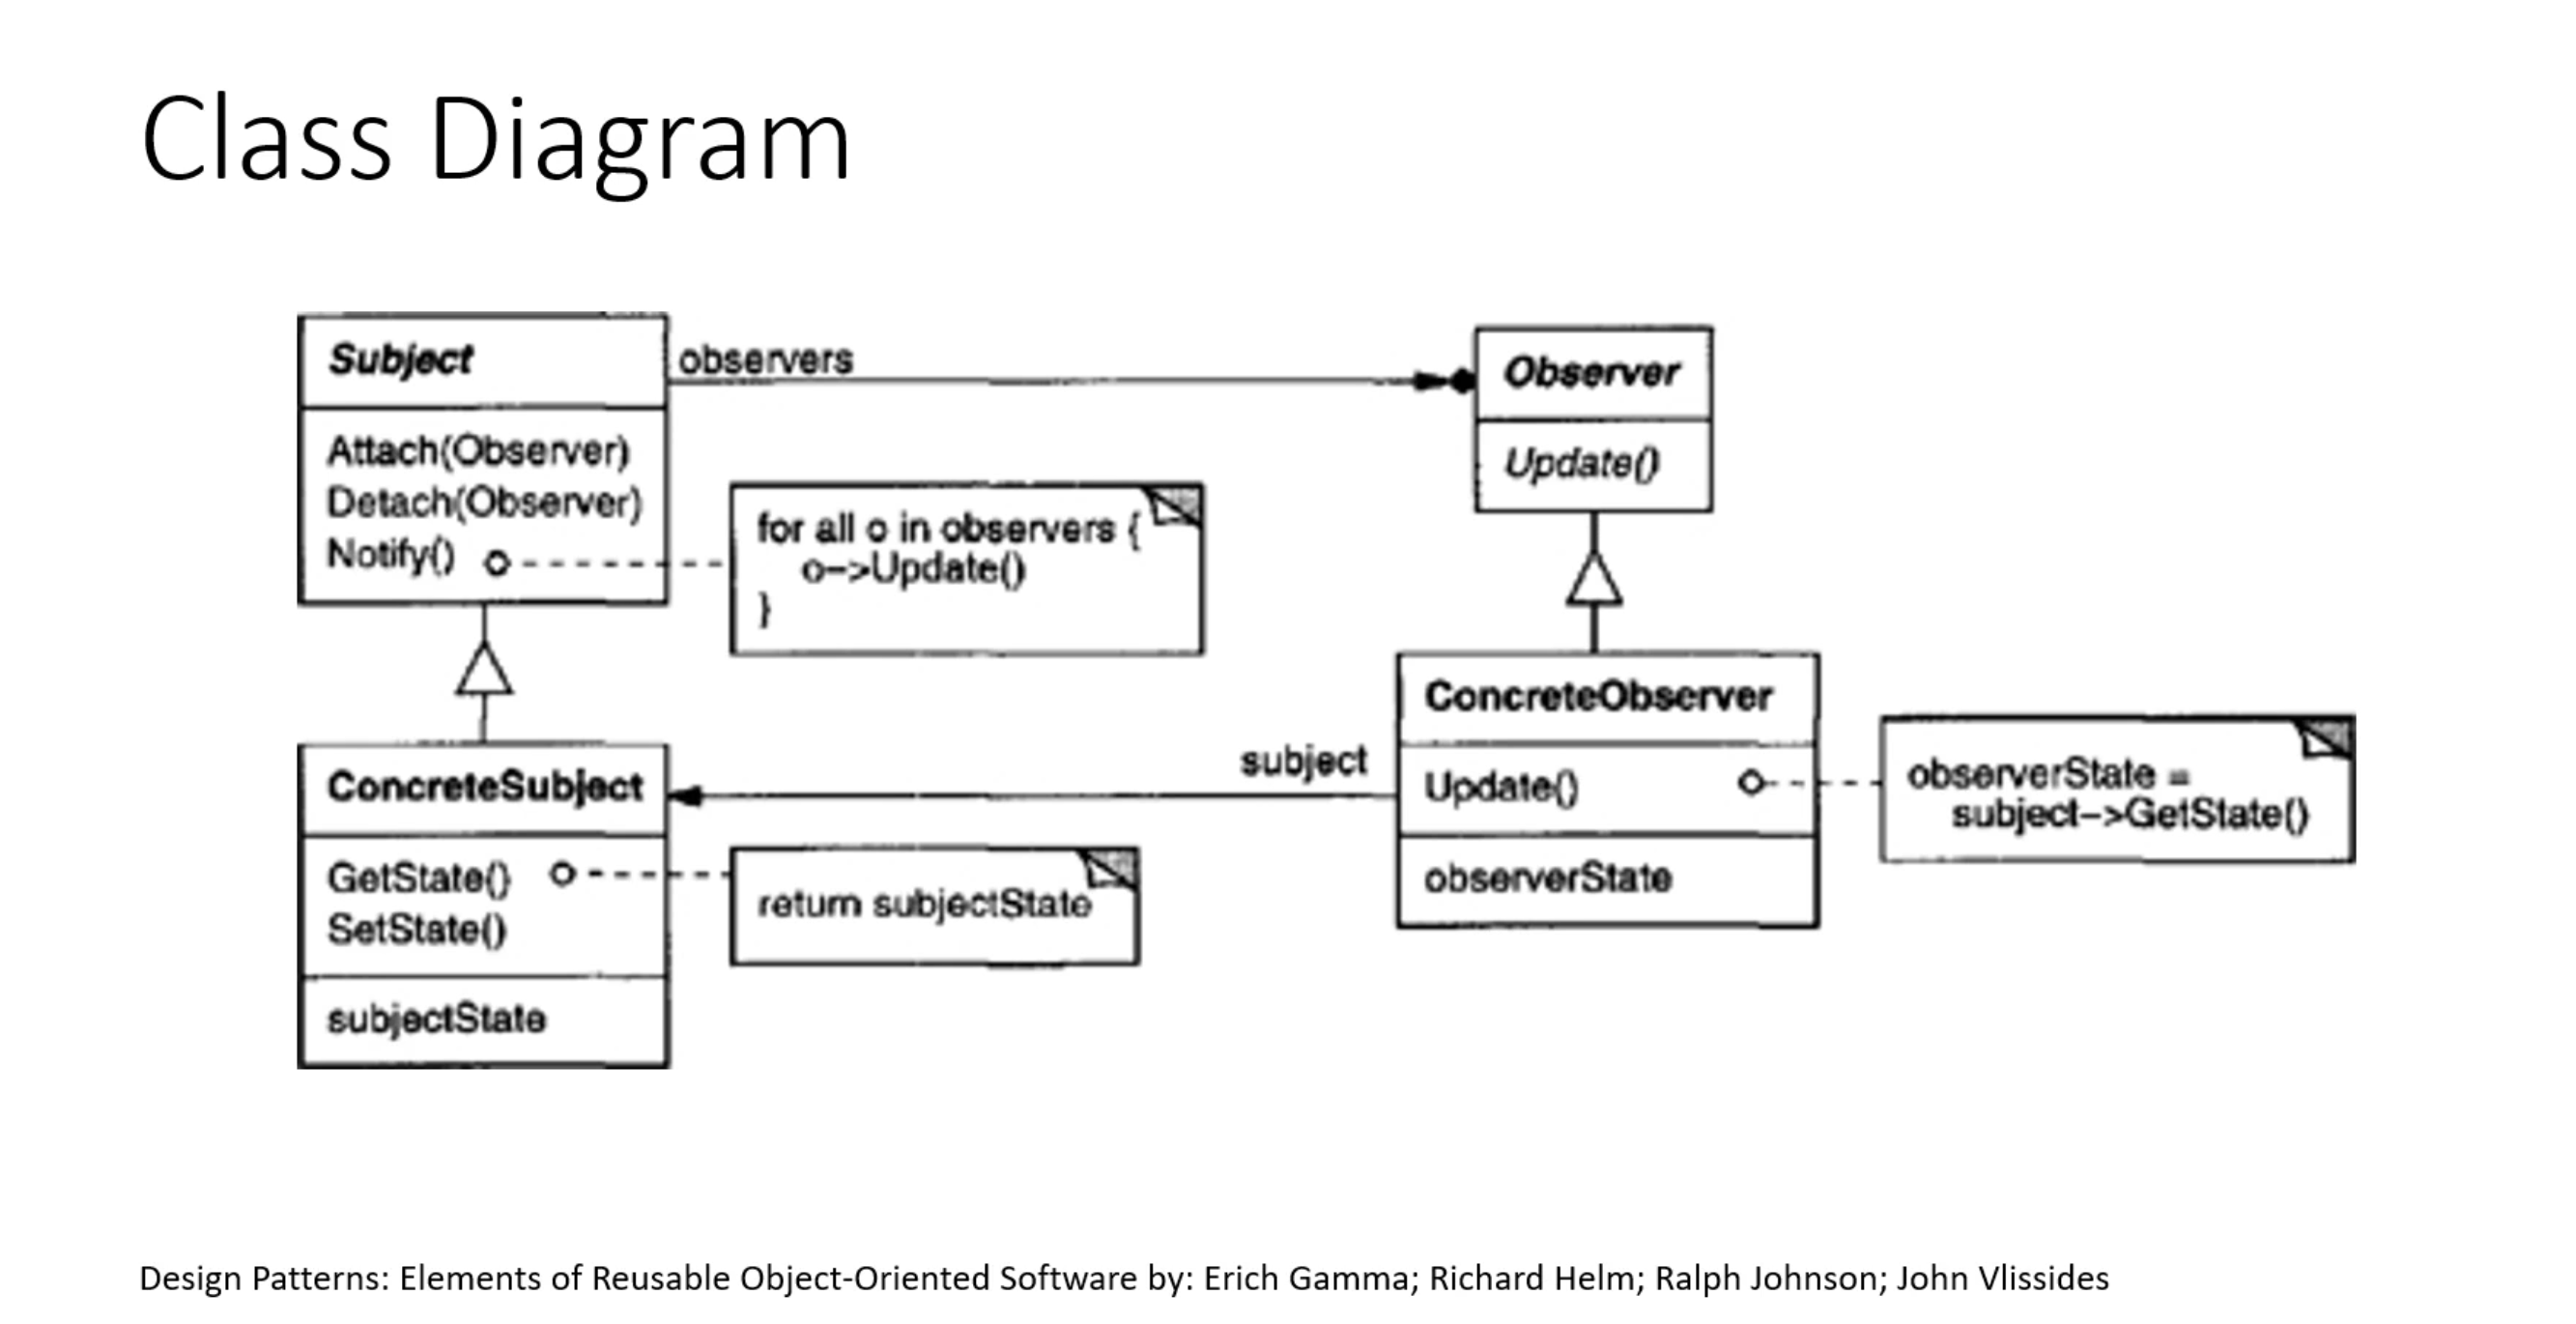 Class Diagram
Subject
Attach(Observer)
Detach(Observer)
Notify()
observers
for all o in observers {
o->Update()
}
Observer
Update()
ConcreteSubject
GetState()
SetState()
subjectState
return subjectState
subject
ConcreteObserver
Update()
observerState
observerState =
subject->GetState()
Design Patterns: Elements of Reusable Object-Oriented Software by: Erich Gamma; Richard Helm; Ralph Johnson; John Vlissides